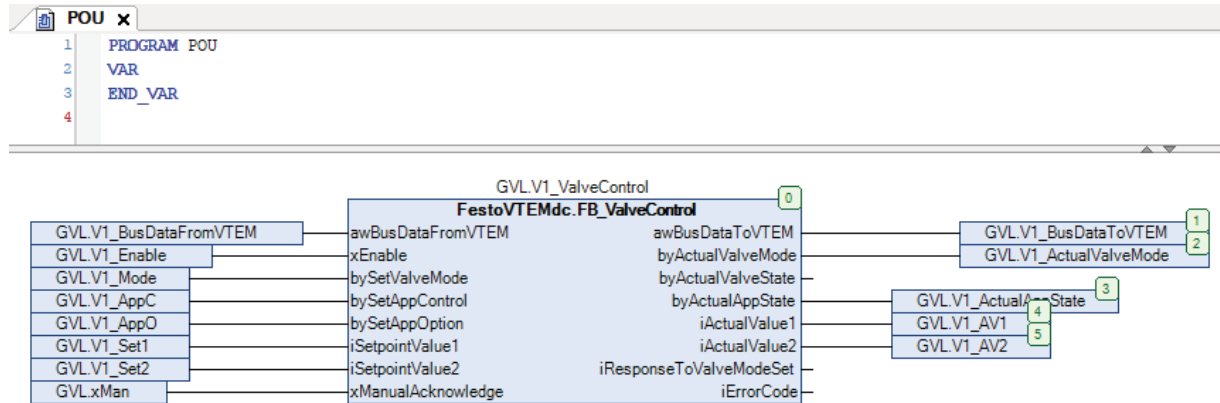 POU x
1 PROGRAM POU
2 VAR
3 END_VAR
4
GVL.V1_ValveControl
FestoVTEMdc.FB_ValveControl 0
GVL.V1_BusDataFromVTEM awBusDataFromVTEM awBusDataToVTEM GVL.V1_BusDataToVTEM 1
GVL.V1_Enable xEnable byActualValveMode GVL.V1_ActualValveMode 2
GVL.V1_Mode bySetValveMode byActualValveState
GVL.V1_AppC bySetAppControl byActualAppState GVL.V1_ActualAppState 3
GVL.V1_AppO bySetAppOption iActualValue1 GVL.V1_AV1 4
GVL.V1_Set1 iSetpointValue1 iActualValue2 GVL.V1_AV2 5
GVL.V1_Set2 iSetpointValue2 iResponseToValveModeSet
GVL.xMan xManualAcknowledge iErrorCode